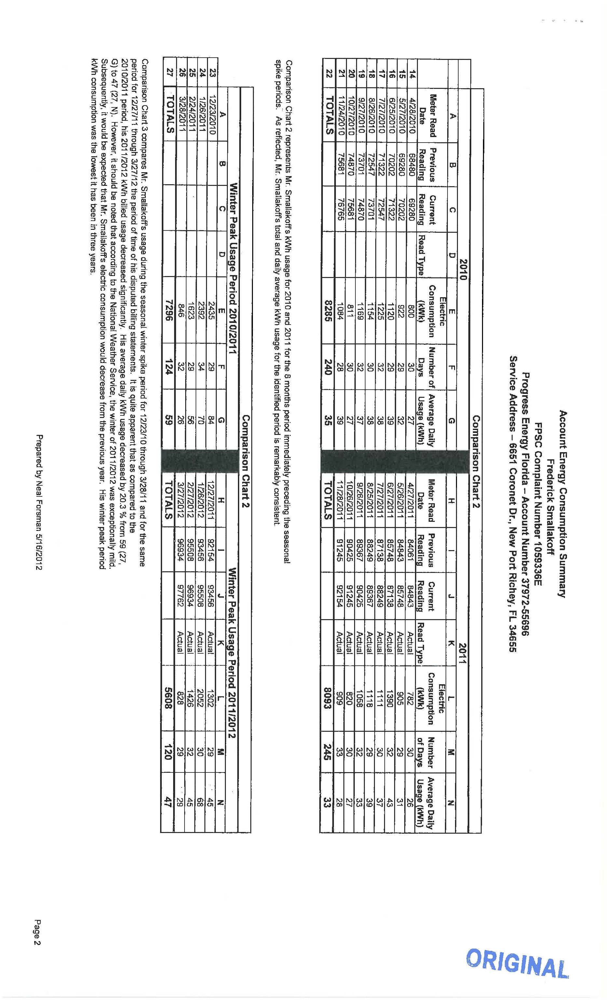 ORIGINAL
Account Energy Consumption Summary
Frederick Smallakoff
FPSC Complaint Number 1059336E
Progress Energy Florida – Account Number 37972-55696
Service Address – 6651 Coronet Dr., New Port Richey, FL 34655
Comparison Chart 2
2010 2011
A B C D E F G H I J K L M N
Meter Read Date Previous Reading Current Reading Read Type Electric Consumption (kWk) Number of Days Average Daily Usage (kWh) Meter Read Date Previous Reading Current Reading Read Type Electric Consumption (kWk) Number of Days Average Daily Usage (kWh)
14 4/28/2010 68480 69280 800 30 27 4/27/2011 84061 84843 Actual 782 30 26
15 5/27/2010 69280 70202 922 29 32 5/26/2011 84843 85748 Actual 905 29 31
16 6/25/2010 70202 71322 1120 29 39 6/27/2011 85748 87138 Actual 1390 32 43
17 7/27/2010 71322 72547 1225 32 38 7/27/2011 87138 88249 Actual 1111 30 37
18 8/26/2010 72547 73701 1154 30 38 8/25/2011 88249 89367 Actual 1118 29 39
19 9/27/2010 73701 74870 1169 32 37 9/26/2011 89367 90425 Actual 1058 32 33
20 10/27/2010 74870 75681 811 30 27 10/26/2011 90425 91245 Actual 820 30 27
21 11/24/2010 75681 76765 1084 28 39 11/28/2011 91245 92154 Actual 909 33 28
22 TOTALS 8285 240 35 TOTALS 8093 245 33
Comparison Chart 2 represents Mr. Smallakoff's kWh usage for 2010 and 2011 for the 8 months period immediately preceding the seasonal
spike periods. As reflected, Mr. Smallakoff's total and daily average kWh usage for the identified period is remarkably consistent.
Comparison Chart 2
Winter Peak Usage Period 2010/2011 Winter Peak Usage Period 2011/2012
A B C D E F G H I J K L M N
23 12/23/2010 2435 29 84 12/27/2011 92154 93456 Actual 1302 29 45
24 1/26/2011 2392 34 70 1/26/2012 93456 95508 Actual 2052 30 68
25 2/24/2011 1623 29 56 2/27/2012 95508 96934 Actual 1426 32 45
26 3/28/2011 846 32 26 3/27/2012 96934 97762 Actual 828 29 29
27 TOTALS 7296 124 59 TOTALS 5608 120 47
Comparison Chart 3 compares Mr. Smallakoff's usage during the seasonal winter spike period for 12/23/10 through 3/28/11 and for the same
period for 12/27/11 through 3/27/12 the period of time of his disputed billing statements. It is quite apparent that as compared to the
2010/2011 period, his 2011/2012 kWh billed usage decreased significantly. His average daily kWh usage decreased by 20.3 % from 59 (27,
G) to 47 (27, N). However, it should be noted that according to the National Weather Service, the winter of 2011/2012 was exceptionally mild.
Subsequently, it would be expected that Mr. Smallakoff's electric consumption would decrease from the previous year. His winter peak period
kWh consumption was the lowest it has been in three years.
Prepared by Neal Forsman 5/16/2012
Page 2